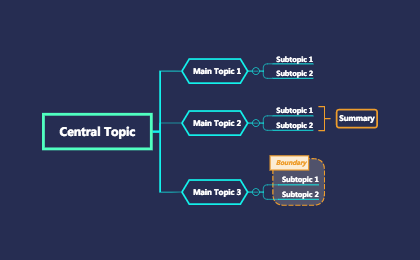 Central Topic
Main Topic 1
Subtopic 1
Subtopic 2
Main Topic 2
Subtopic 1
Subtopic 2
Summary
Main Topic 3
Boundary
Subtopic 1
Subtopic 2